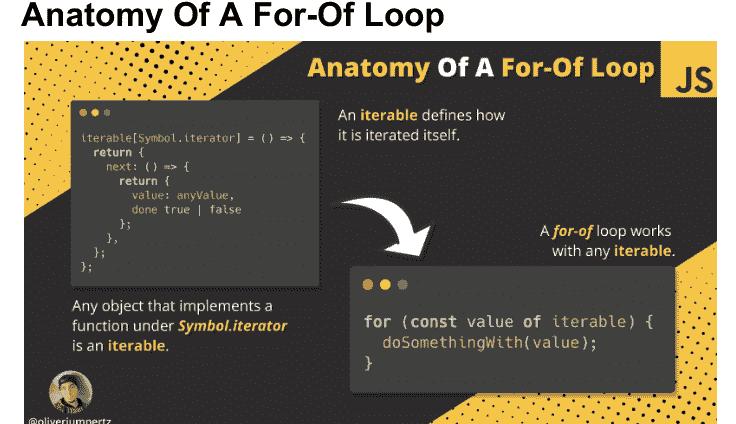 Anatomy Of A For-Of Loop
Anatomy Of A For-Of Loop
JS
iterable[Symbol.iterator] = () => {
return {
next: () => {
return {
value: anyValue,
done true | false
};
},
};
};
An iterable defines how
it is iterated itself.
Any object that implements a
function under Symbol.iterator
is an iterable.
A for-of loop works
with any iterable.
for (const value of iterable) {
doSomethingWith(value);
}
@oliverjumpertz